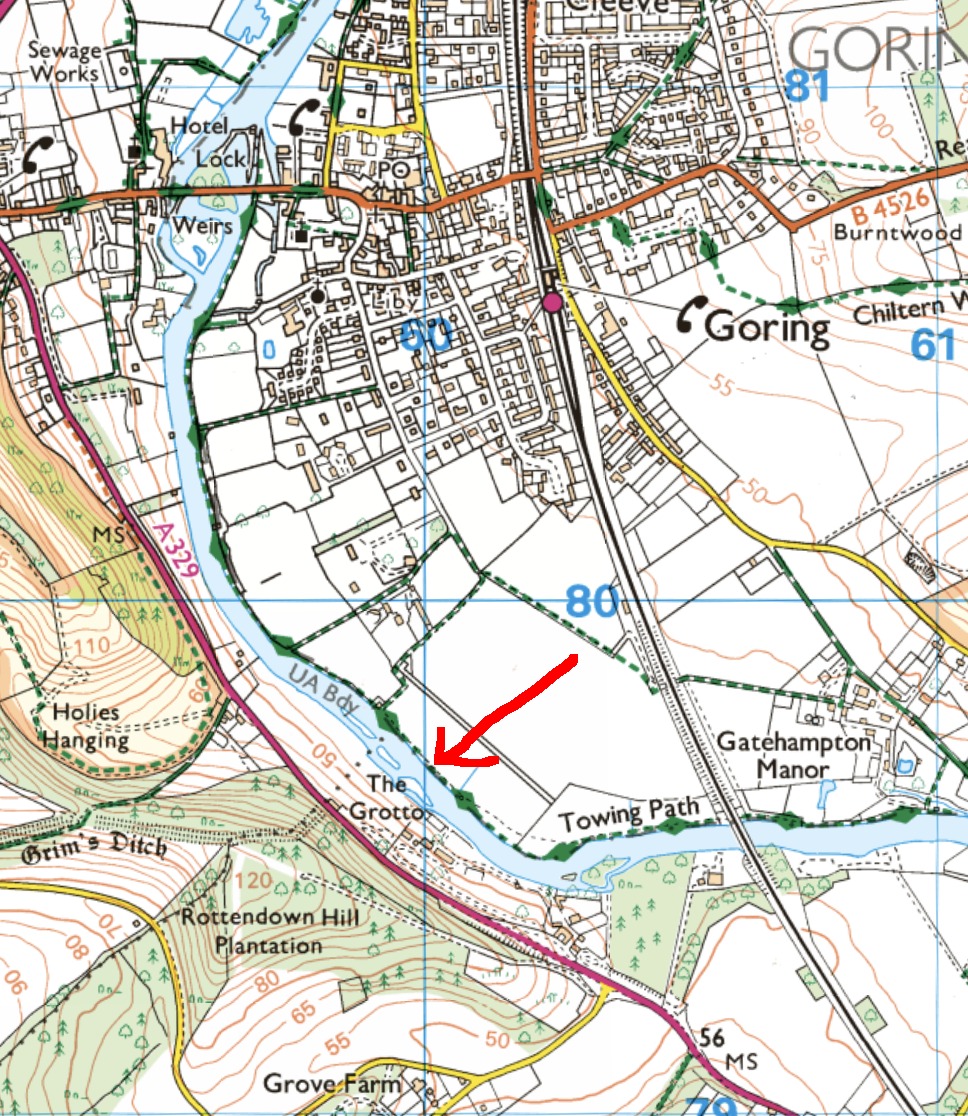 Cleeve
GORIN
Sewage
Works
81
90
100
Hotel
Lock
PO
Weirs
B 4526
Burntwood
75
Liby
60
Goring
Chiltern W
61
55
50
MS
A 329
80
110
UA Bdy
Holies
Hanging
50
The
Grotto
Gatehampton
Manor
Towing Path
Grim's Ditch
120
Rottendown Hill
Plantation
70
80
90
80
65
55
50
56
MS
Grove Farm
79